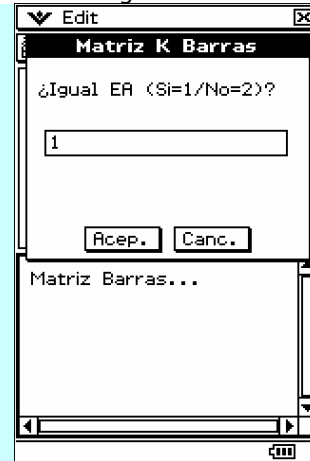 Edit
Matriz K Barras
¿Igual EA (Si=1/No=2)?
1
Acep. Canc.
Matriz Barras...